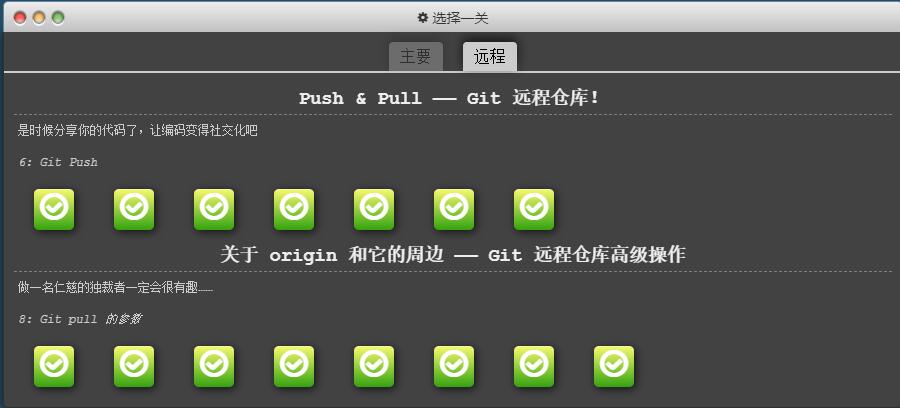 选择一关
主要 远程
Push & Pull —— Git 远程仓库!
是时候分享你的代码了，让编码变得社交化吧
6: Git Push
关于 origin 和它的周边 —— Git 远程仓库高级操作
做一名仁慈的独裁者一定会很有趣……
8: Git pull 的参数